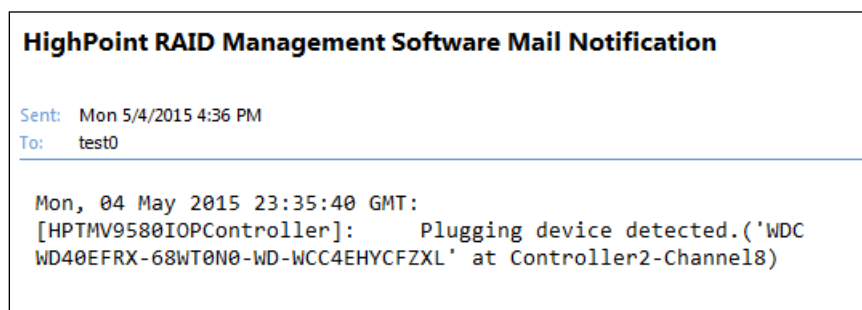 HighPoint RAID Management Software Mail Notification
Sent: Mon 5/4/2015 4:36 PM
To: test0
Mon, 04 May 2015 23:35:40 GMT:
[HPTMV9580IOPController]: Plugging device detected.('WDC
WD40EFRX-68WT0N0-WD-WCC4EHYCFZXL' at Controller2-Channel8)